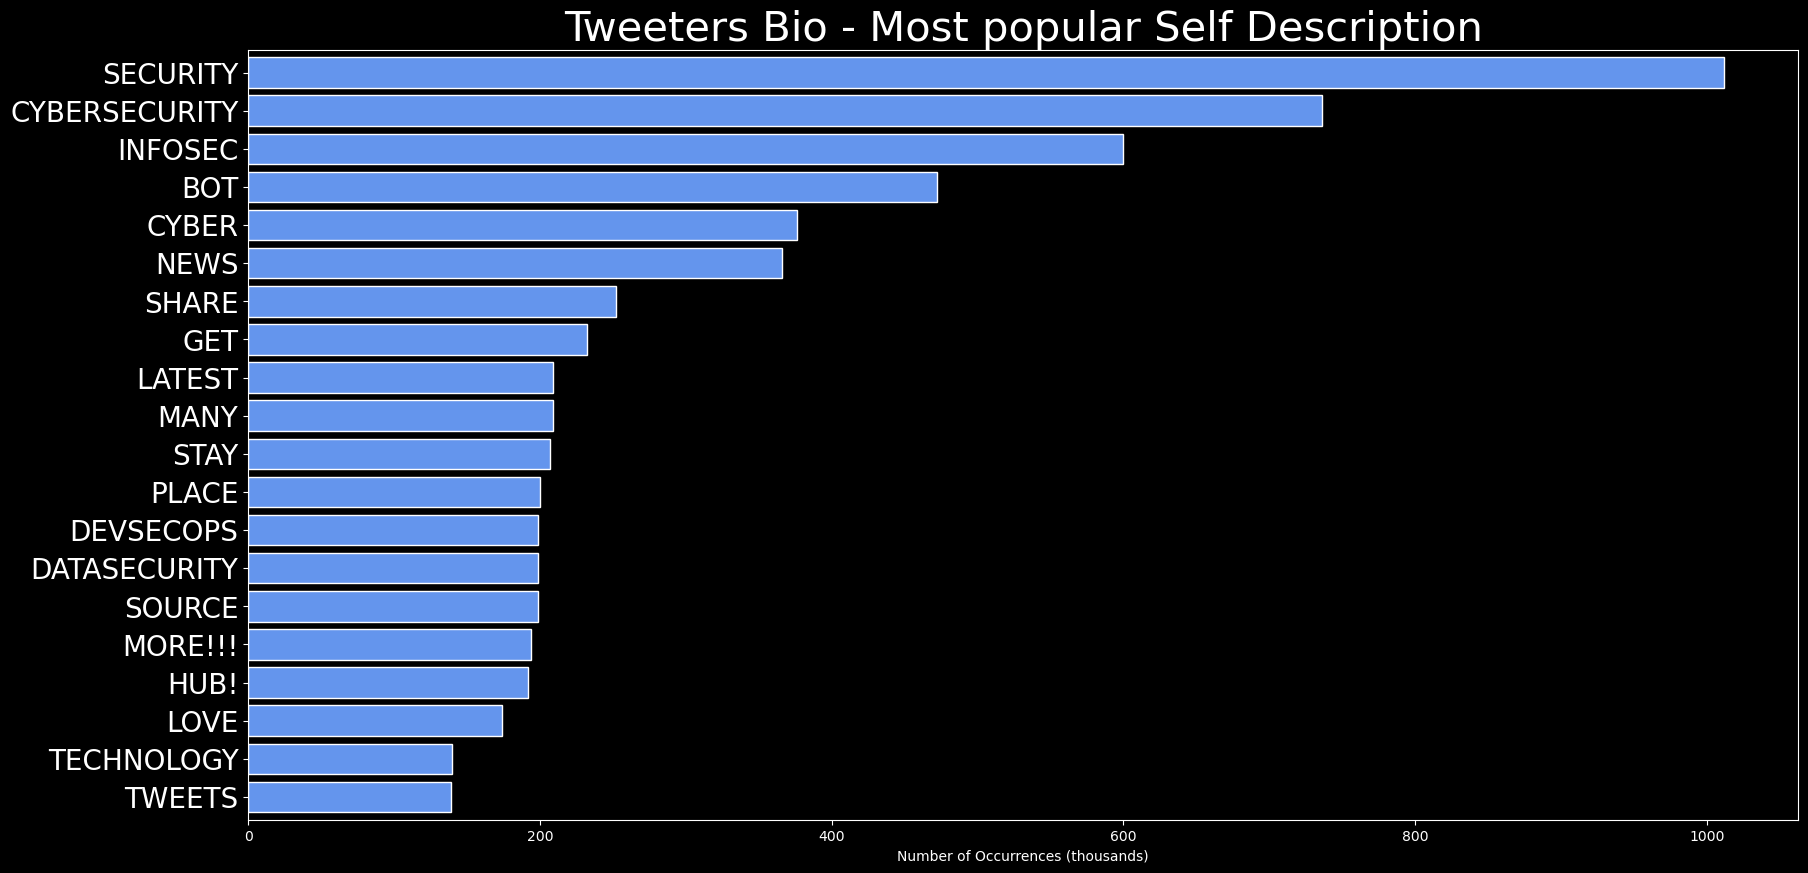 Tweeters Bio - Most popular Self Description
SECURITY
CYBERSECURITY
INFOSEC
BOT
CYBER
NEWS
SHARE
GET
LATEST
MANY
STAY
PLACE
DEVSECOPS
DATASECURITY
SOURCE
MORE!!!
HUB!
LOVE
TECHNOLOGY
TWEETS
0 200 400 600 800 1000
Number of Occurrences (thousands)